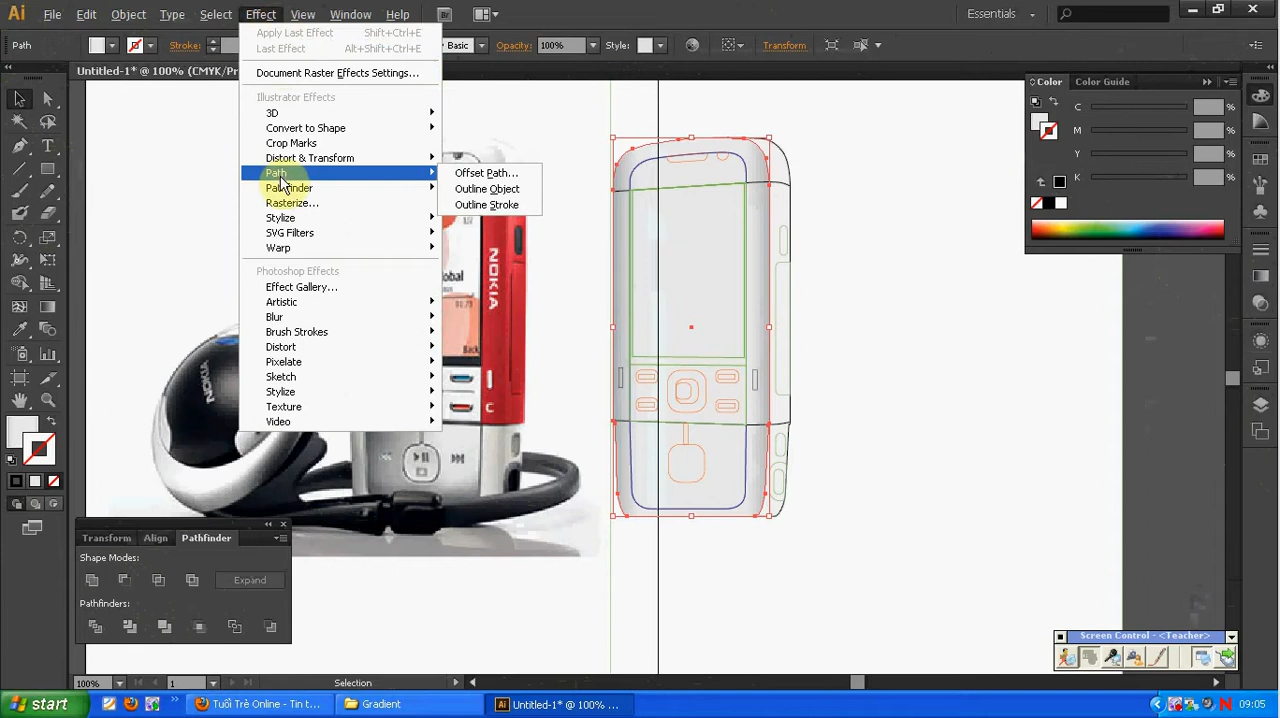 Ai File Edit Object Type Select Effect View Window Help Br Essentials
Path Stroke: Basic Opacity: 100% Style: Transform
Untitled-1* @ 100% (CMYK/Pr
Apply Last Effect Shift+Ctrl+E
Last Effect Alt+Shift+Ctrl+E
Document Raster Effects Settings...
Illustrator Effects
3D
Convert to Shape
Crop Marks
Distort & Transform
Path
Pathfinder
Rasterize...
Stylize
SVG Filters
Warp
Photoshop Effects
Effect Gallery...
Artistic
Blur
Brush Strokes
Distort
Pixelate
Sketch
Stylize
Texture
Video
Offset Path...
Outline Object
Outline Stroke
Color Color Guide
C %
M %
Y %
K %
NOKIA
obal
Back
C
NOKIA
Transform Align Pathfinder
Shape Modes:
Expand
Pathfinders:
Screen Control - <Teacher>
100% 1 Selection
start Tuổi Trẻ Online - Tin t... Gradient Ai Untitled-1* @ 100% ... 09:05